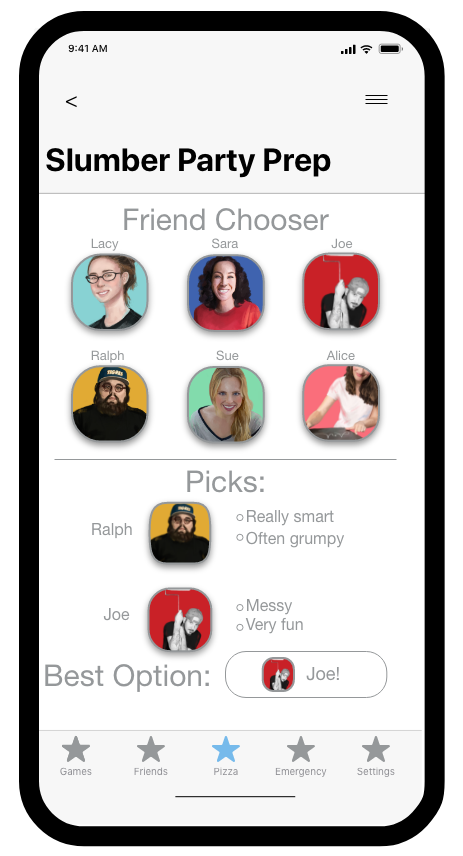 9:41 AM
<
Slumber Party Prep
Friend Chooser
Lacy Sara Joe
Ralph Sue Alice
Picks:
Ralph
Really smart
Often grumpy
Joe
Messy
Very fun
Best Option: Joe!
Games Friends Pizza Emergency Settings